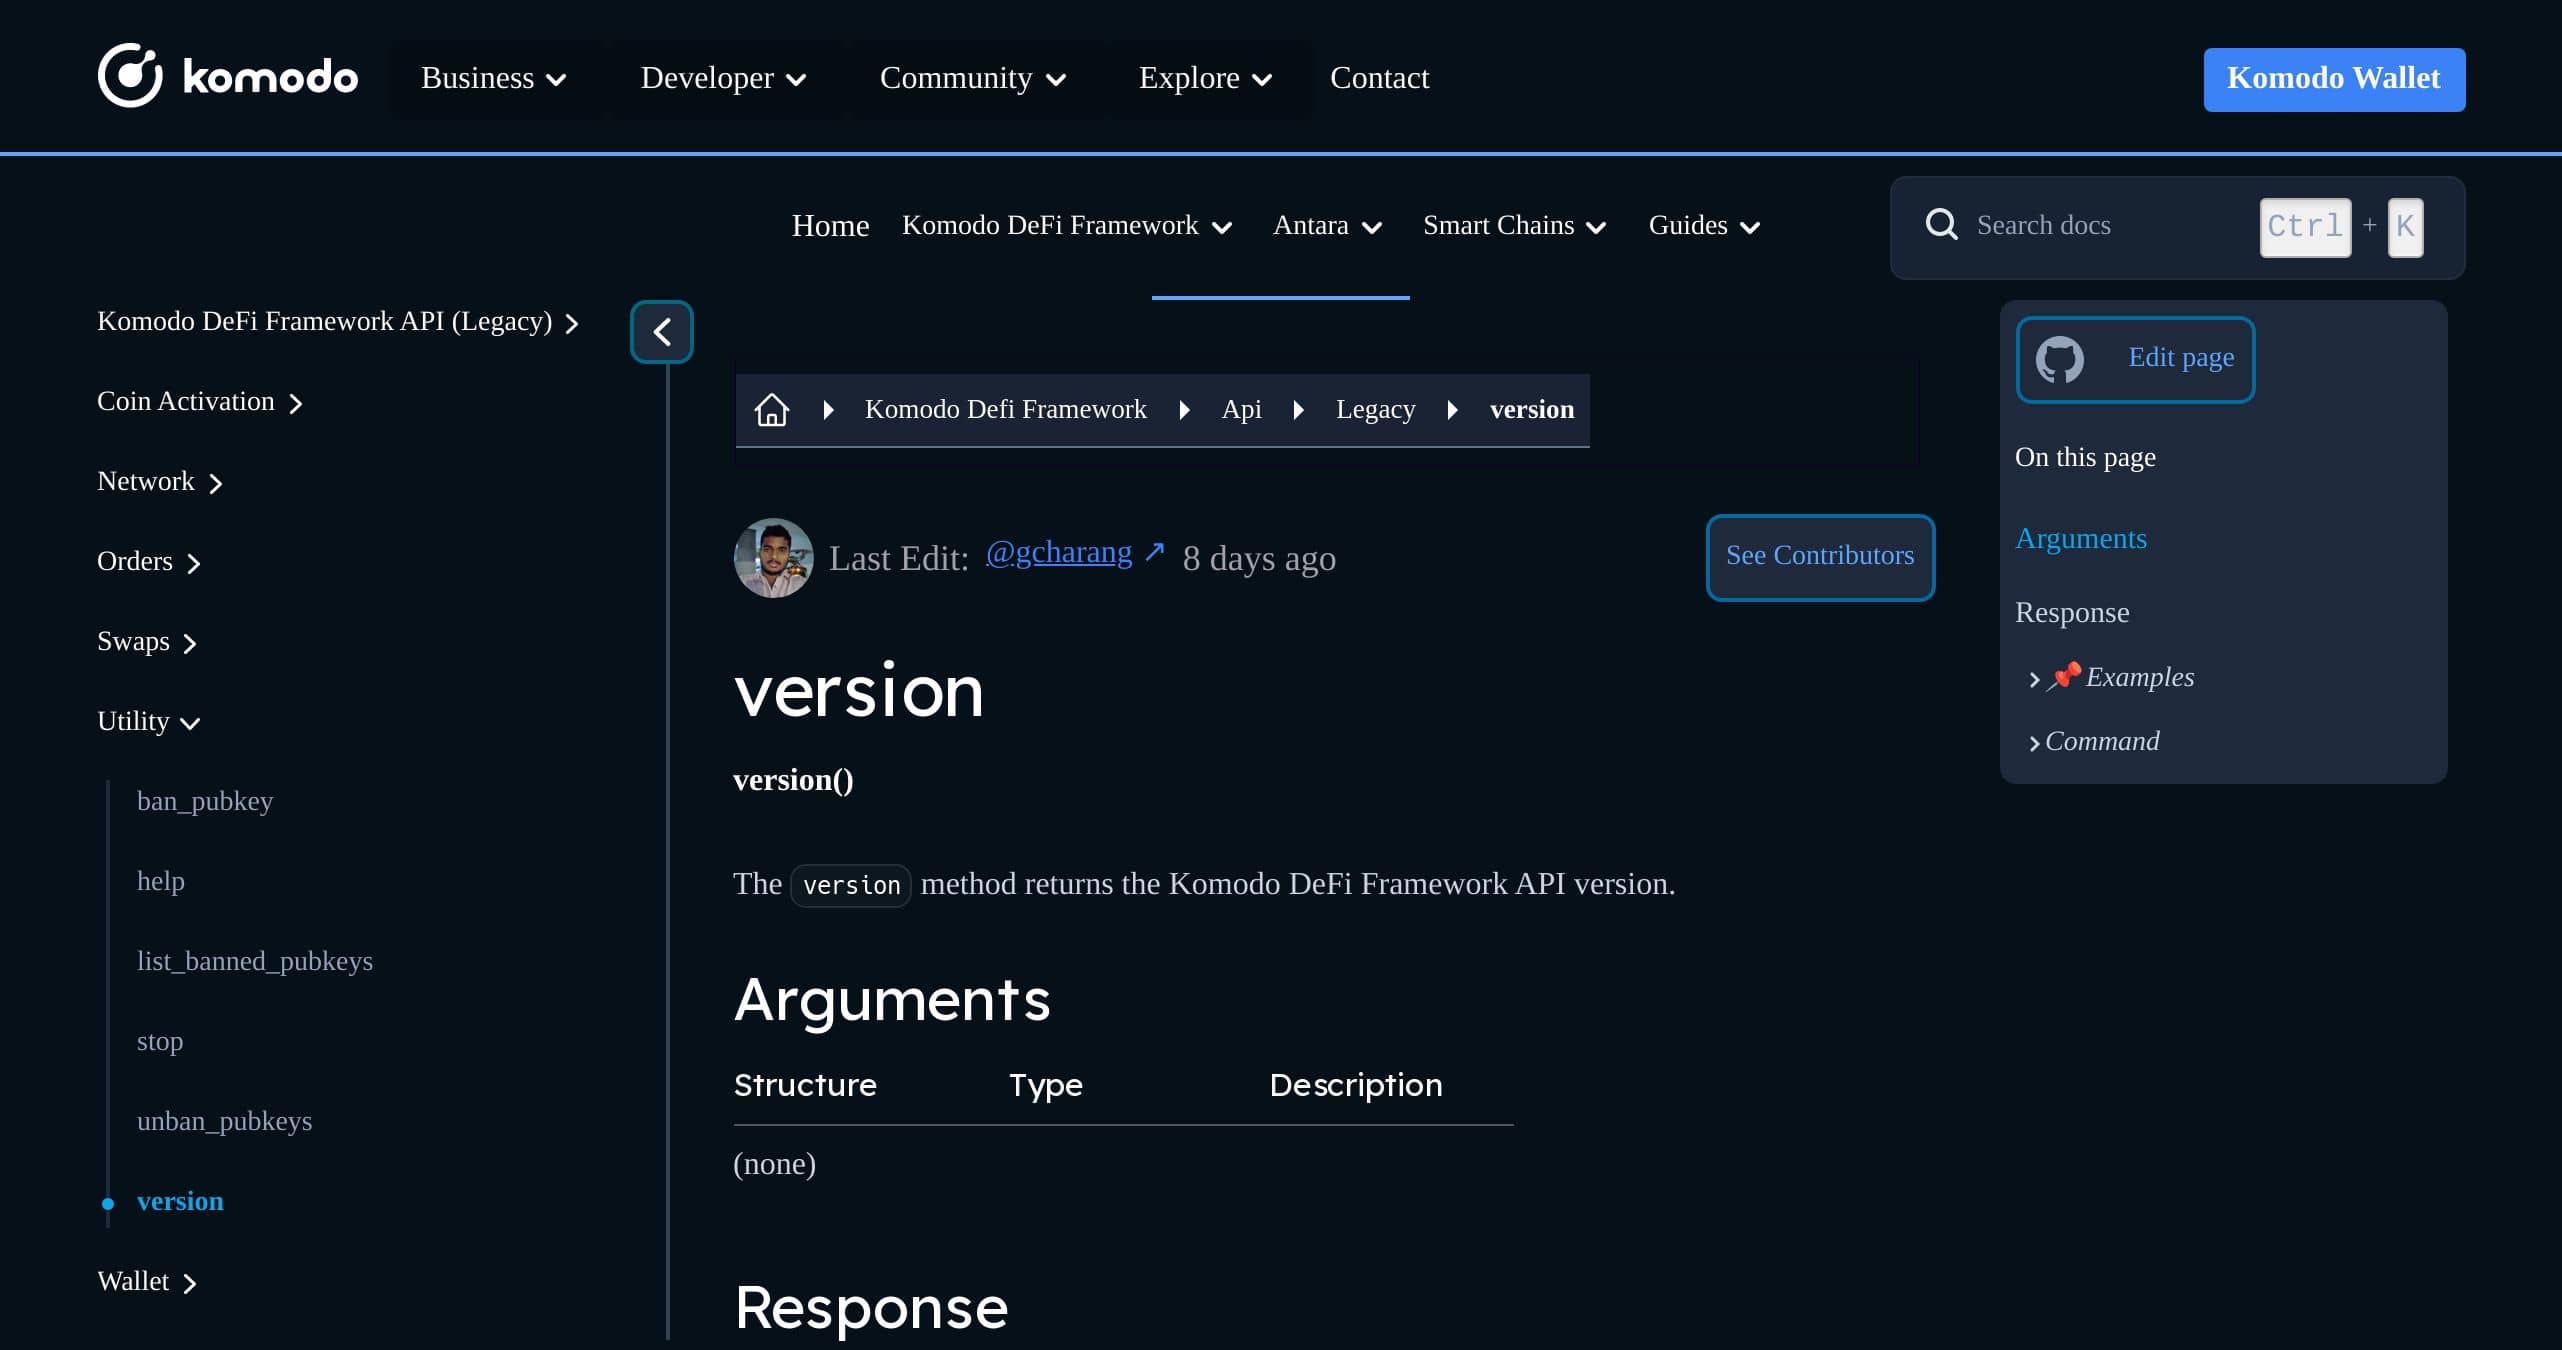 komodo Business Developer Community Explore Contact Komodo Wallet
Home Komodo DeFi Framework Antara Smart Chains Guides Search docs Ctrl + K
Komodo DeFi Framework API (Legacy)
Coin Activation
Network
Orders
Swaps
Utility
ban_pubkey
help
list_banned_pubkeys
stop
unban_pubkeys
version
Wallet
Komodo Defi Framework Api Legacy version
Last Edit: @gcharang ↗ 8 days ago See Contributors
version
version()
The version method returns the Komodo DeFi Framework API version.
Arguments
Structure Type Description
(none)
Response
Edit page
On this page
Arguments
Response
📌 Examples
Command